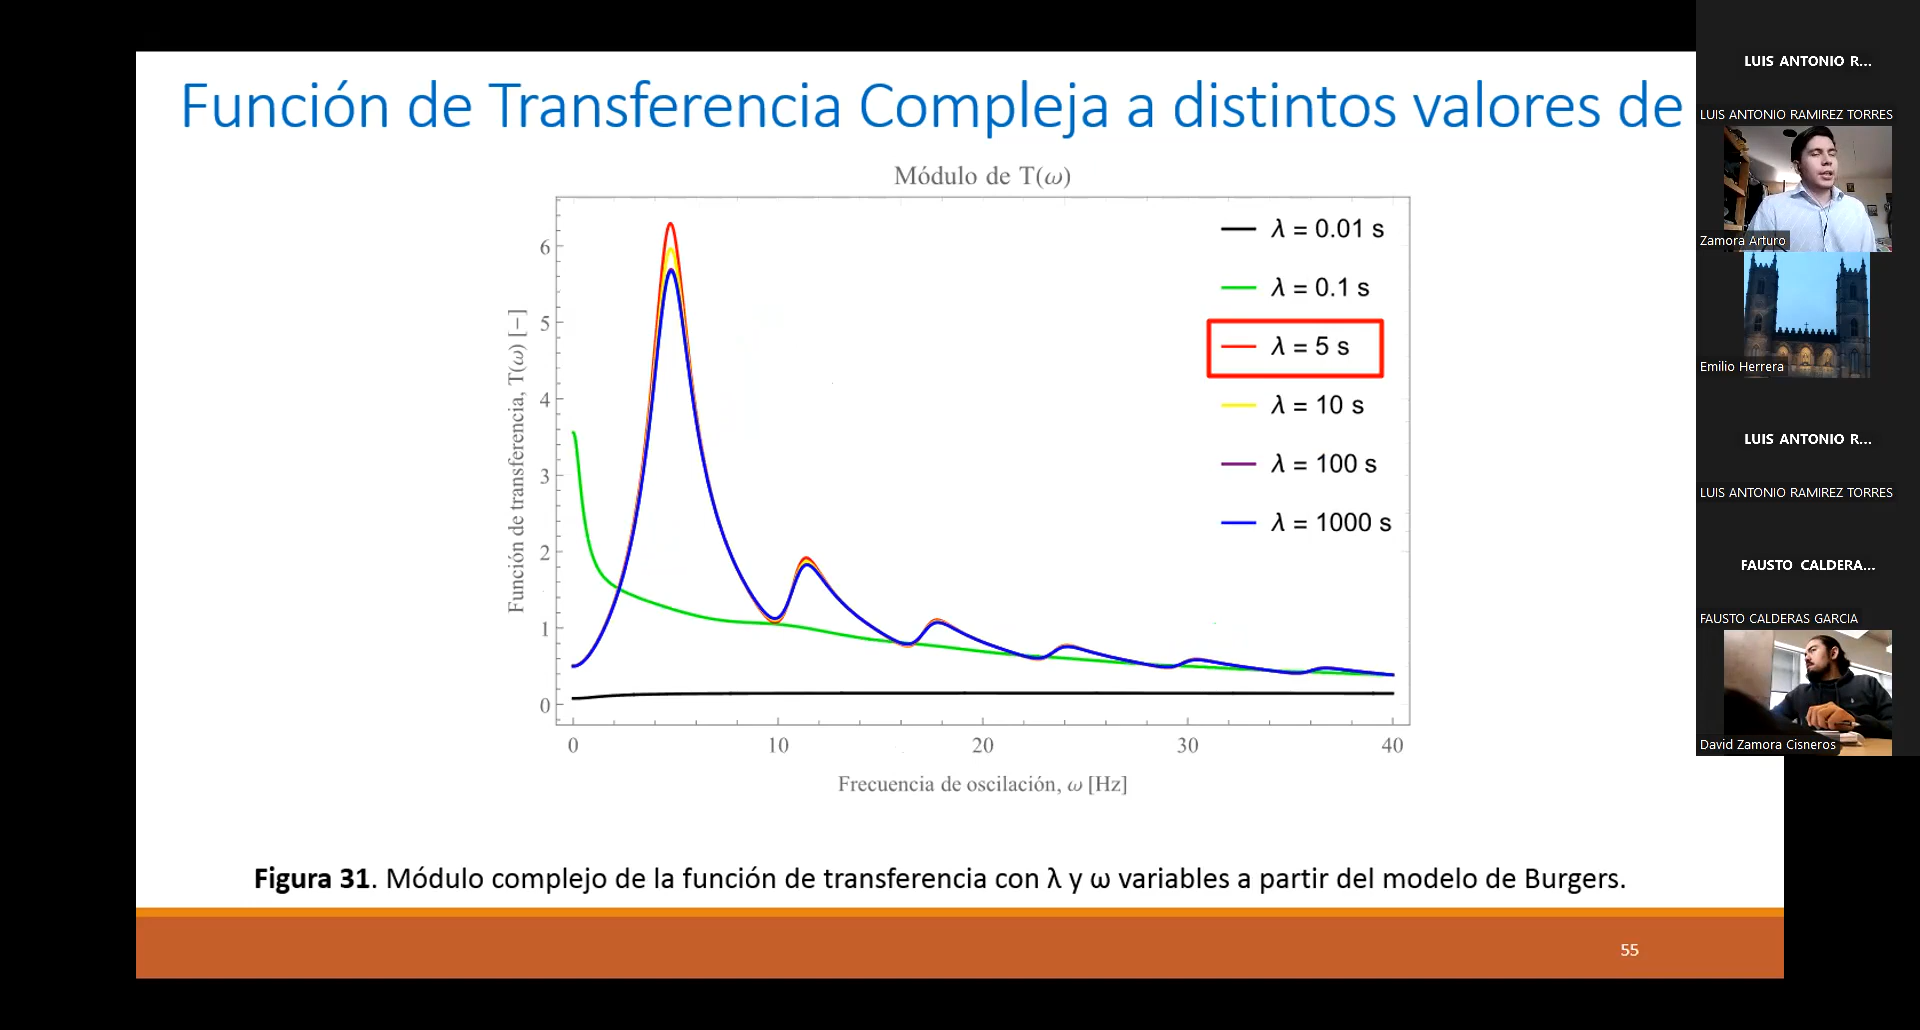 Función de Transferencia Compleja a distintos valores de
Módulo de T(ω)
Función de transferencia, T(ω) [−]
6
5
4
3
2
1
0
0 10 20 30 40
Frecuencia de oscilación, ω [Hz]
λ = 0.01 s
λ = 0.1 s
λ = 5 s
λ = 10 s
λ = 100 s
λ = 1000 s
Figura 31. Módulo complejo de la función de transferencia con λ y ω variables a partir del modelo de Burgers.
55
LUIS ANTONIO R...
LUIS ANTONIO RAMIREZ TORRES
Zamora Arturo
Emilio Herrera
LUIS ANTONIO R...
LUIS ANTONIO RAMIREZ TORRES
FAUSTO CALDERA...
FAUSTO CALDERAS GARCIA
David Zamora Cisneros